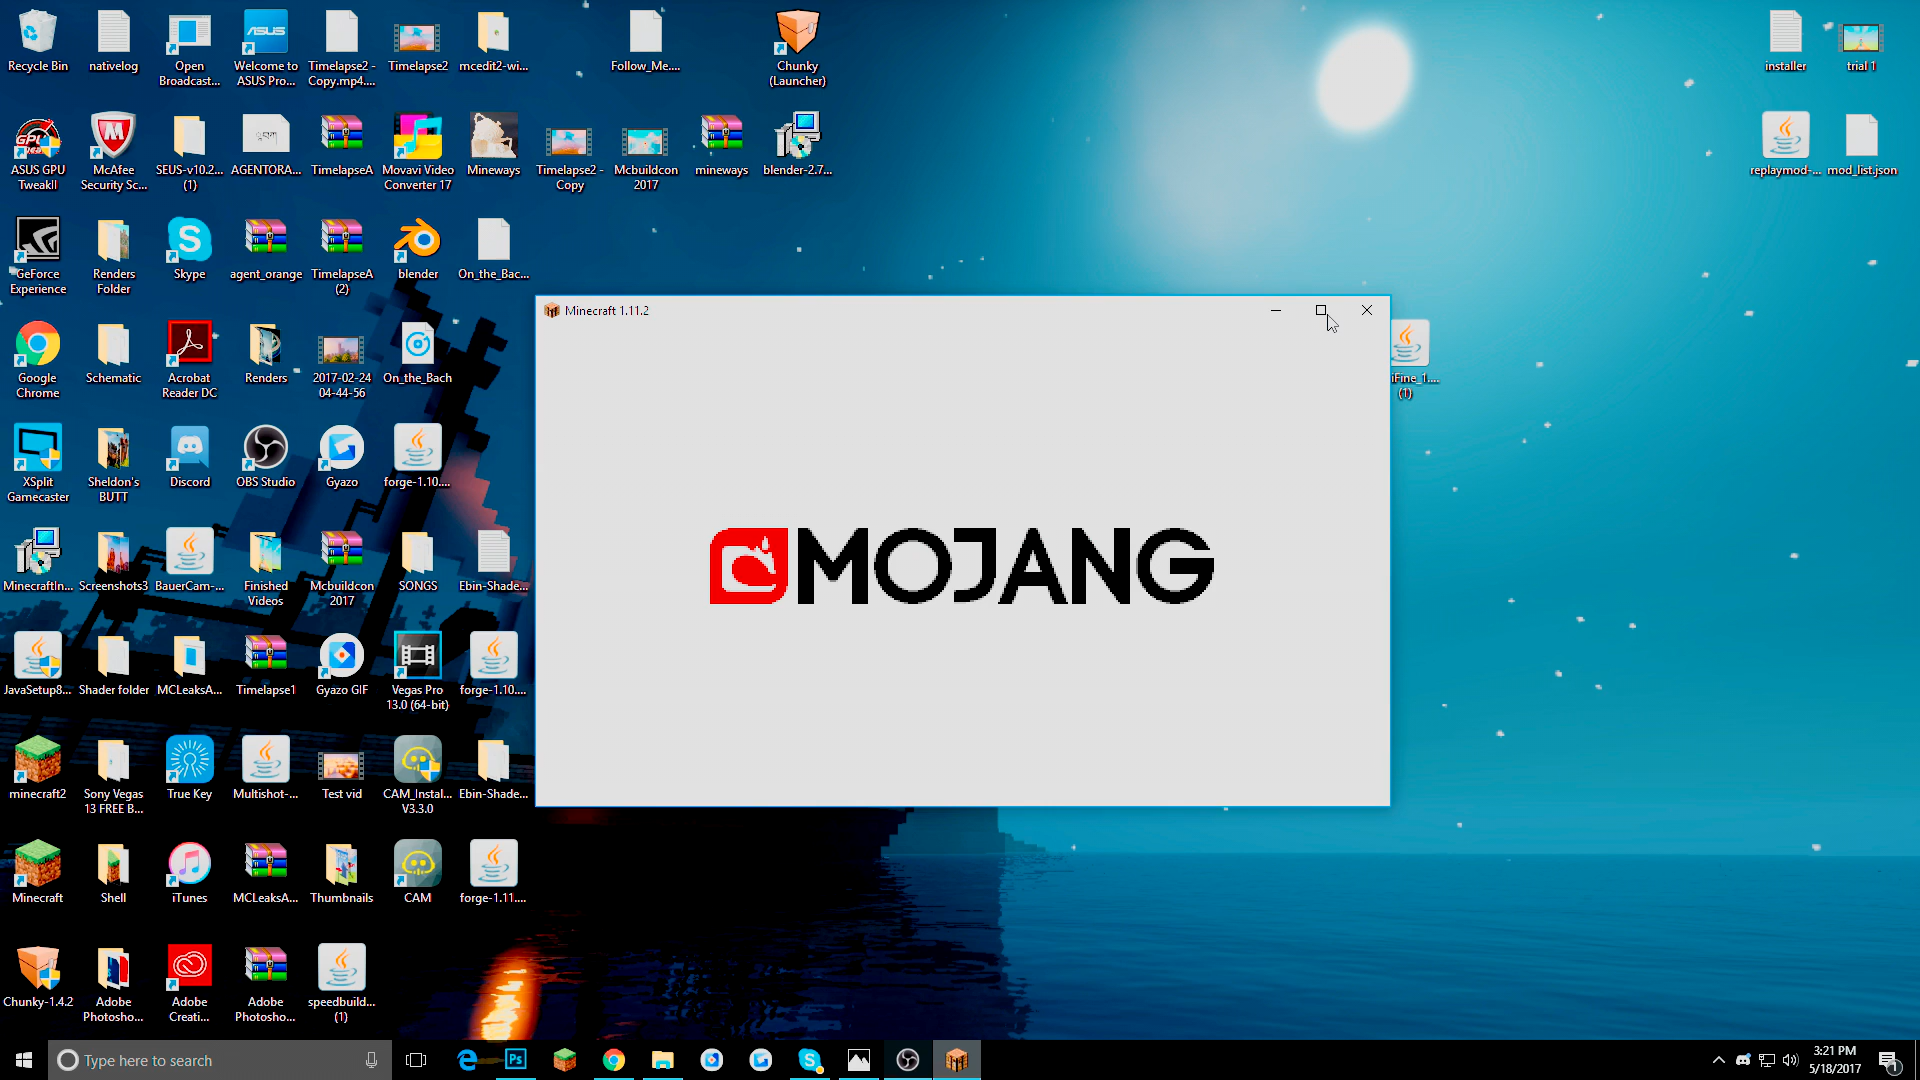 Recycle Bin
nativelog
Open
Broadcast...
Welcome to
ASUS Pro...
Timelapse2 -
Copy.mp4....
Timelapse2
mcedit2-wi...
Follow_Me....
Chunky
(Launcher)
installer
trial 1
ASUS GPU
TweakII
McAfee
Security Sc...
SEUS-v10.2...
(1)
AGENTORA...
TimelapseA
Movavi Video
Converter 17
Mineways
Timelapse2 -
Copy
Mcbuildcon
2017
mineways
blender-2.7...
replaymod-...
mod_list.json
GeForce
Experience
Renders
Folder
Skype
agent_orange
TimelapseA
(2)
blender
On_the_Bac...
Minecraft 1.11.2
Google
Chrome
Schematic
Acrobat
Reader DC
Renders
2017-02-24
04-44-56
On_the_Bach
iFine_1....
(1)
XSplit
Gamecaster
Sheldon's
BUTT
Discord
OBS Studio
Gyazo
forge-1.10....
MOJANG
MinecraftIn...
Screenshots3
BauerCam-...
Finished
Videos
Mcbuildcon
2017
SONGS
Ebin-Shade...
JavaSetup8...
Shader folder
MCLeaksA...
Timelapse1
Gyazo GIF
Vegas Pro
13.0 (64-bit)
forge-1.10....
minecraft2
Sony Vegas
13 FREE B...
True Key
Multishot-...
Test vid
CAM_Instal...
V3.3.0
Ebin-Shade...
Minecraft
Shell
iTunes
MCLeaksA...
Thumbnails
CAM
forge-1.11....
Chunky-1.4.2
Adobe
Photosho...
Adobe
Creati...
Adobe
Photosho...
speedbuild...
(1)
Type here to search
Ps
3:21 PM
5/18/2017
1